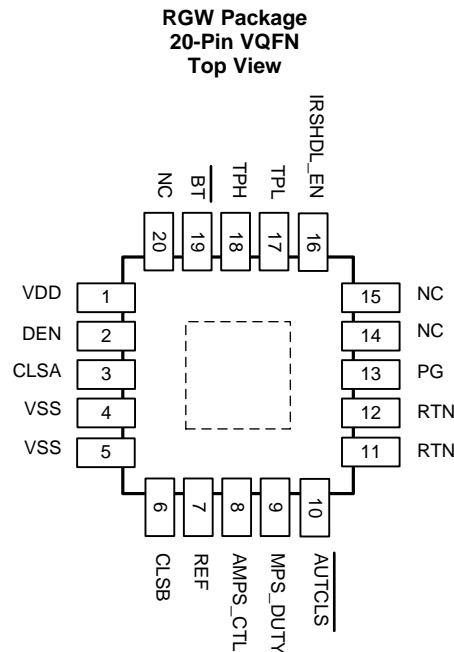 RGW Package
20-Pin VQFN
Top View
NC
BT
TPH
TPL
IRSHDL_EN
20
19
18
17
16
VDD
1
15
NC
DEN
2
14
NC
CLSA
3
13
PG
VSS
4
12
RTN
VSS
5
11
RTN
6
7
8
9
10
CLSB
REF
AMPS_CTL
MPS_DUTY
AUTCLS